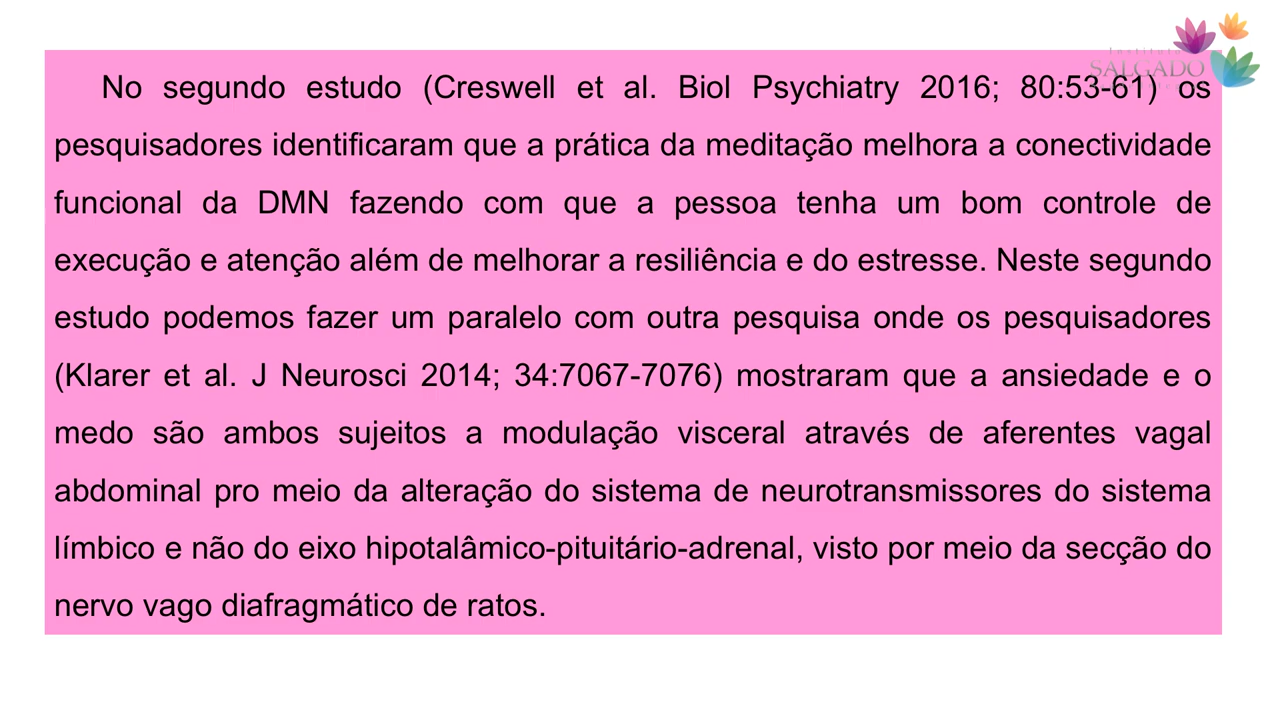 Instituto
SALGADO
No segundo estudo (Creswell et al. Biol Psychiatry 2016; 80:53-61) os
pesquisadores identificaram que a prática da meditação melhora a conectividade
funcional da DMN fazendo com que a pessoa tenha um bom controle de
execução e atenção além de melhorar a resiliência e do estresse. Neste segundo
estudo podemos fazer um paralelo com outra pesquisa onde os pesquisadores
(Klarer et al. J Neurosci 2014; 34:7067-7076) mostraram que a ansiedade e o
medo são ambos sujeitos a modulação visceral através de aferentes vagal
abdominal pro meio da alteração do sistema de neurotransmissores do sistema
límbico e não do eixo hipotalâmico-pituitário-adrenal, visto por meio da secção do
nervo vago diafragmático de ratos.